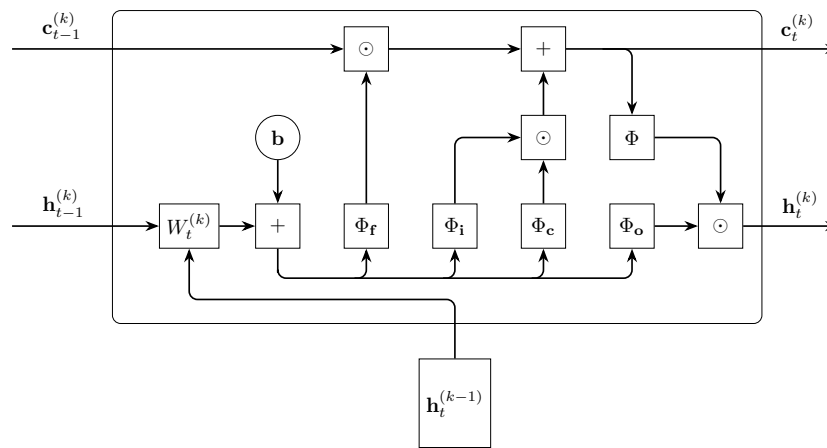 𝐜_{t−1}^{(k)} 𝐜_t^{(k)}
⊙ +
𝐛 ⊙ Φ
𝐡_{t−1}^{(k)} 𝐡_t^{(k)}
W_t^{(k)} + Φ_𝐟 Φ_𝐢 Φ_𝐜 Φ_𝐨 ⊙
𝐡_t^{(k−1)}